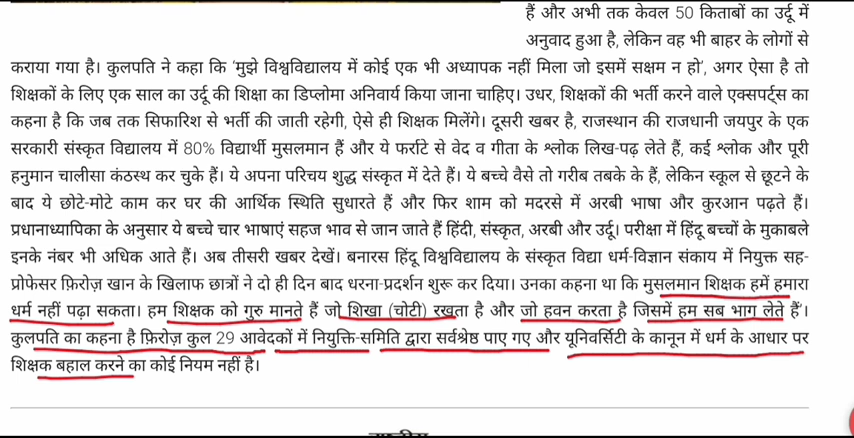 हैं और अभी तक केवल 50 किताबों का उर्दू में
अनुवाद हुआ है, लेकिन वह भी बाहर के लोगों से
कराया गया है। कुलपति ने कहा कि 'मुझे विश्वविद्यालय में कोई एक भी अध्यापक नहीं मिला जो इसमें सक्षम न हो', अगर ऐसा है तो
शिक्षकों के लिए एक साल का उर्दू की शिक्षा का डिप्लोमा अनिवार्य किया जाना चाहिए। उधर, शिक्षकों की भर्ती करने वाले एक्सपर्ट्स का
कहना है कि जब तक सिफारिश से भर्ती की जाती रहेगी, ऐसे ही शिक्षक मिलेंगे। दूसरी खबर है, राजस्थान की राजधानी जयपुर के एक
सरकारी संस्कृत विद्यालय में 80% विद्यार्थी मुसलमान हैं और ये फर्राटे से वेद व गीता के श्लोक लिख-पढ़ लेते हैं, कई श्लोक और पूरी
हनुमान चालीसा कंठस्थ कर चुके हैं। ये अपना परिचय शुद्ध संस्कृत में देते हैं। ये बच्चे वैसे तो गरीब तबके के हैं, लेकिन स्कूल से छूटने के
बाद ये छोटे-मोटे काम कर घर की आर्थिक स्थिति सुधारते हैं और फिर शाम को मदरसे में अरबी भाषा और कुरआन पढ़ते हैं।
प्रधानाध्यापिका के अनुसार ये बच्चे चार भाषाएं सहज भाव से जान जाते हैं हिंदी, संस्कृत, अरबी और उर्दू। परीक्षा में हिंदू बच्चों के मुकाबले
इनके नंबर भी अधिक आते हैं। अब तीसरी खबर देखें। बनारस हिंदू विश्वविद्यालय के संस्कृत विद्या धर्म-विज्ञान संकाय में नियुक्त सह-
प्रोफेसर फ़िरोज़ खान के खिलाफ छात्रों ने दो ही दिन बाद धरना-प्रदर्शन शुरू कर दिया। उनका कहना था कि मुसलमान शिक्षक हमें हमारा
धर्म नहीं पढ़ा सकता। हम शिक्षक को गुरु मानते हैं जो शिखा (चोटी) रखता है और जो हवन करता है जिसमें हम सब भाग लेते हैं'।
कुलपति का कहना है फ़िरोज़ कुल 29 आवेदकों में नियुक्ति-समिति द्वारा सर्वश्रेष्ठ पाए गए और यूनिवर्सिटी के कानून में धर्म के आधार पर
शिक्षक बहाल करने का कोई नियम नहीं है।